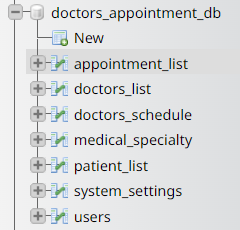 doctors_appointment_db
New
appointment_list
doctors_list
doctors_schedule
medical_specialty
patient_list
system_settings
users